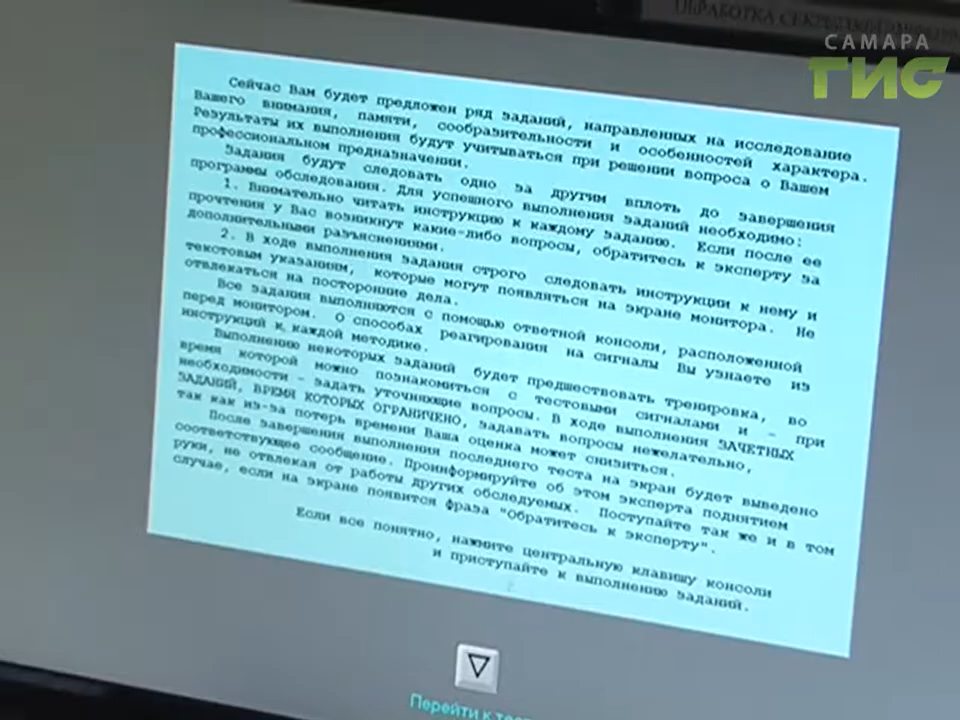 ОБРАБОТКА
САМАРА
ГИС
Сейчас Вам будет предложен ряд заданий, направленных на исследование
Вашего внимания, памяти, сообразительности и особенностей характера.
Результаты их выполнения будут учитываться при решении вопроса о Вашем
профессиональном предназначении.
Задания будут следовать одно за другим вплоть до завершения
программы обследования. Для успешного выполнения заданий необходимо:
1. Внимательно читать инструкцию к каждому заданию. Если после ее
прочтения у Вас возникнут какие-либо вопросы, обратитесь к эксперту за
дополнительными разъяснениями.
2. В ходе выполнения задания строго следовать инструкции к нему и
текстовым указаниям, которые могут появляться на экране монитора. Не
отвлекаться на посторонние дела.
Все задания выполняются с помощью ответной консоли, расположенной
перед монитором. О способах реагирования на сигналы Вы узнаете из
инструкций к каждой методике.
Выполнению некоторых заданий будет предшествовать тренировка, во
время которой можно познакомиться с тестовыми сигналами и - при
необходимости - задать уточняющие вопросы. В ходе выполнения ЗАЧЕТНЫХ
ЗАДАНИЙ, ВРЕМЯ КОТОРЫХ ОГРАНИЧЕНО, задавать вопросы нежелательно,
так как из-за потерь времени Ваша оценка может снизиться.
После завершения выполнения последнего теста на экран будет выведено
соответствующее сообщение. Проинформируйте об этом эксперта поднятием
руки, не отвлекая от работы других обследуемых. Поступайте так же и в том
случае, если на экране появится фраза "Обратитесь к эксперту".
Если все понятно, нажмите центральную клавишу консоли
и приступайте к выполнению заданий.
Перейти к